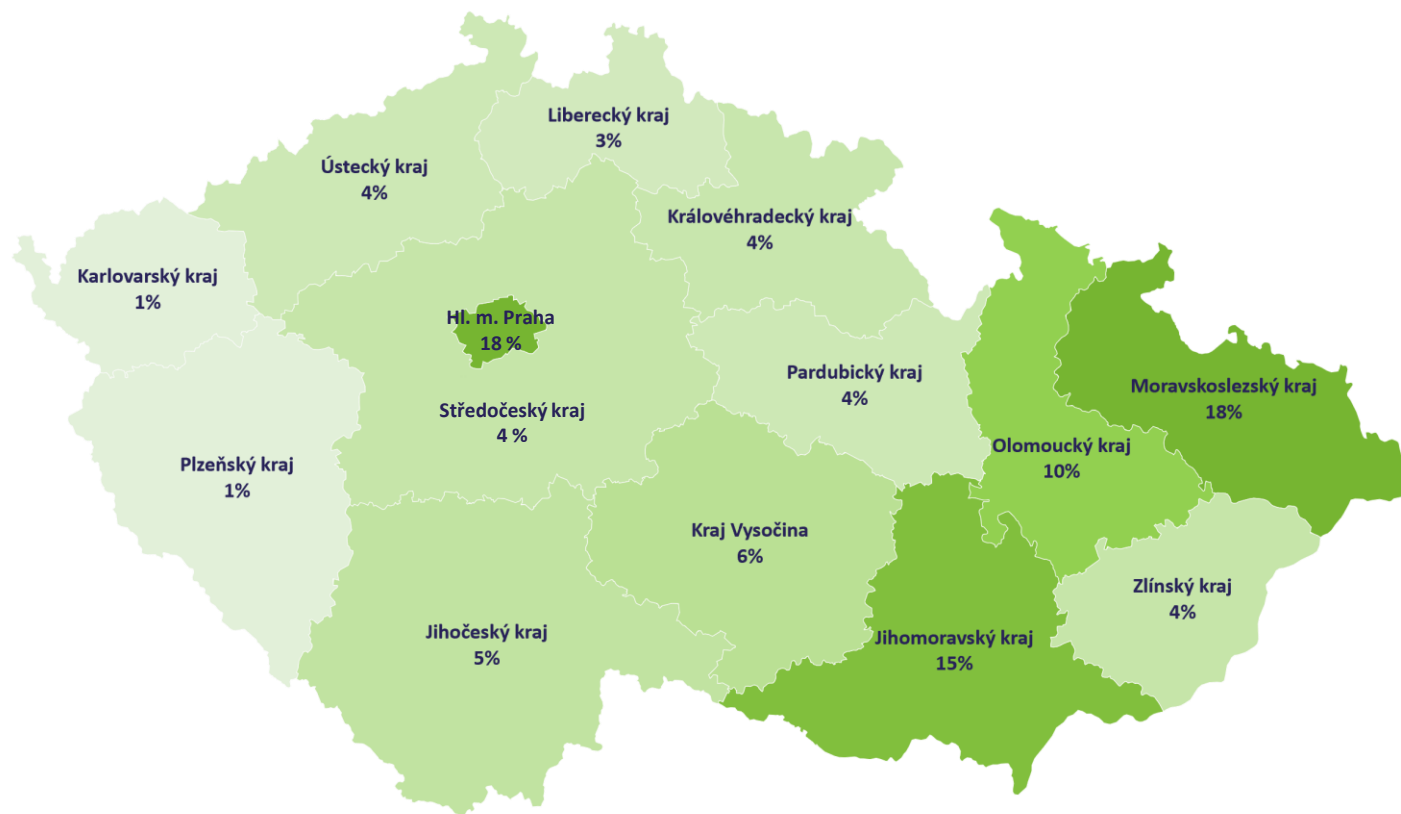 Liberecký kraj
3%
Ústecký kraj
4%
Královéhradecký kraj
4%
Karlovarský kraj
1%
Hl. m. Praha
18 %
Pardubický kraj
4%
Moravskoslezský kraj
18%
Středočeský kraj
4 %
Olomoucký kraj
10%
Plzeňský kraj
1%
Kraj Vysočina
6%
Zlínský kraj
4%
Jihočeský kraj
5%
Jihomoravský kraj
15%